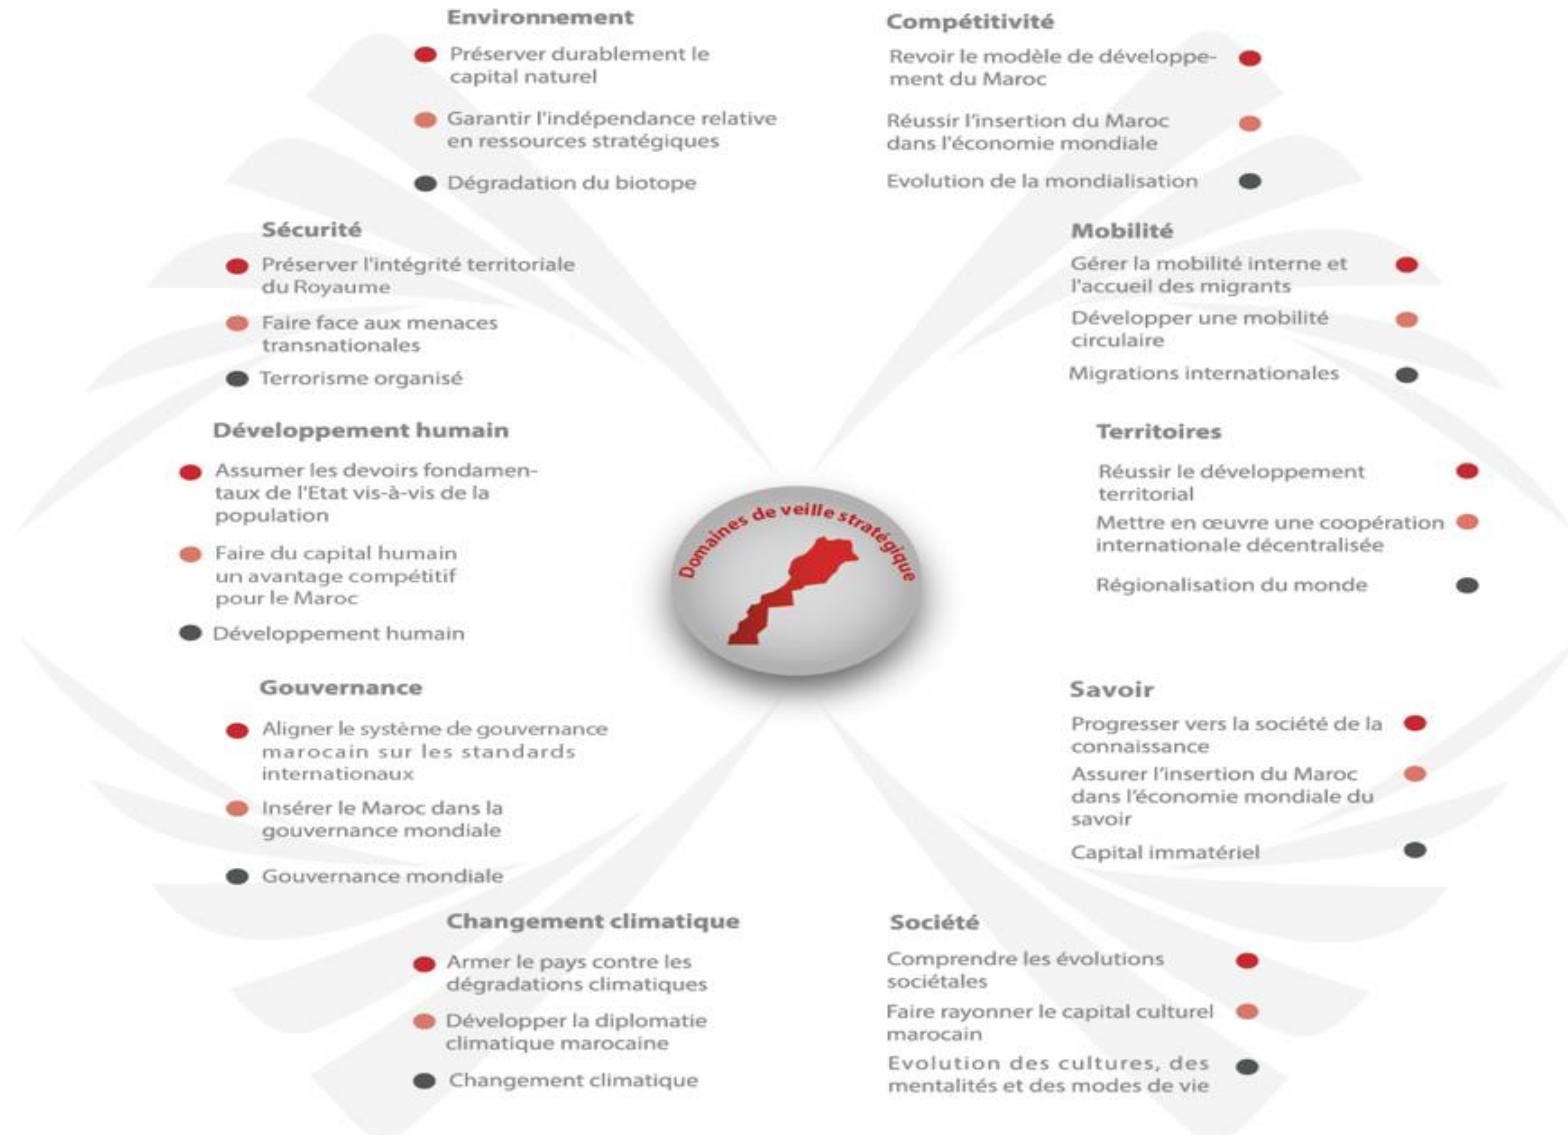 Environnement
Préserver durablement le
capital naturel
Garantir l'indépendance relative
en ressources stratégiques
Dégradation du biotope
Compétitivité
Revoir le modèle de développe-
ment du Maroc
Réussir l'insertion du Maroc
dans l'économie mondiale
Evolution de la mondialisation
Sécurité
Préserver l'intégrité territoriale
du Royaume
Faire face aux menaces
transnationales
Terrorisme organisé
Mobilité
Gérer la mobilité interne et
l'accueil des migrants
Développer une mobilité
circulaire
Migrations internationales
Développement humain
Assumer les devoirs fondamen-
taux de l'Etat vis-à-vis de la
population
Faire du capital humain
un avantage compétitif
pour le Maroc
Développement humain
Domaines de veille stratégique
Territoires
Réussir le développement
territorial
Mettre en œuvre une coopération
internationale décentralisée
Régionalisation du monde
Gouvernance
Aligner le système de gouvernance
marocain sur les standards
internationaux
Insérer le Maroc dans la
gouvernance mondiale
Gouvernance mondiale
Savoir
Progresser vers la société de la
connaissance
Assurer l'insertion du Maroc
dans l'économie mondiale du
savoir
Capital immatériel
Changement climatique
Armer le pays contre les
dégradations climatiques
Développer la diplomatie
climatique marocaine
Changement climatique
Société
Comprendre les évolutions
sociétales
Faire rayonner le capital culturel
marocain
Evolution des cultures, des
mentalités et des modes de vie